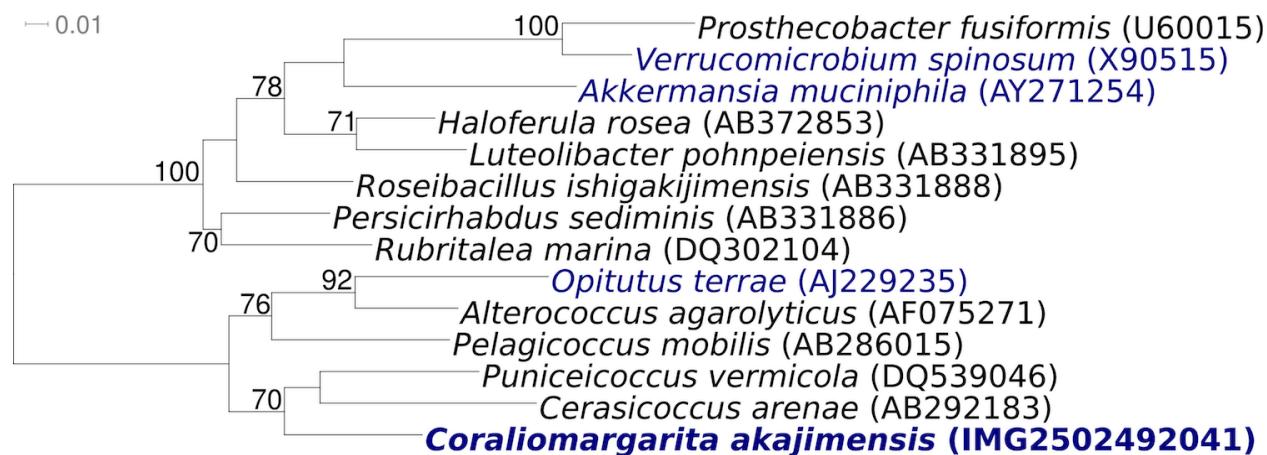 0.01
100
Prosthecobacter fusiformis (U60015)
Verrucomicrobium spinosum (X90515)
78
Akkermansia muciniphila (AY271254)
71
Haloferula rosea (AB372853)
Luteolibacter pohnpeiensis (AB331895)
100
Roseibacillus ishigakijimensis (AB331888)
Persicirhabdus sediminis (AB331886)
70
Rubritalea marina (DQ302104)
92
Opitutus terrae (AJ229235)
76
Alterococcus agarolyticus (AF075271)
Pelagicoccus mobilis (AB286015)
Puniceicoccus vermicola (DQ539046)
70
Cerasicoccus arenae (AB292183)
Coraliomargarita akajimensis (IMG2502492041)